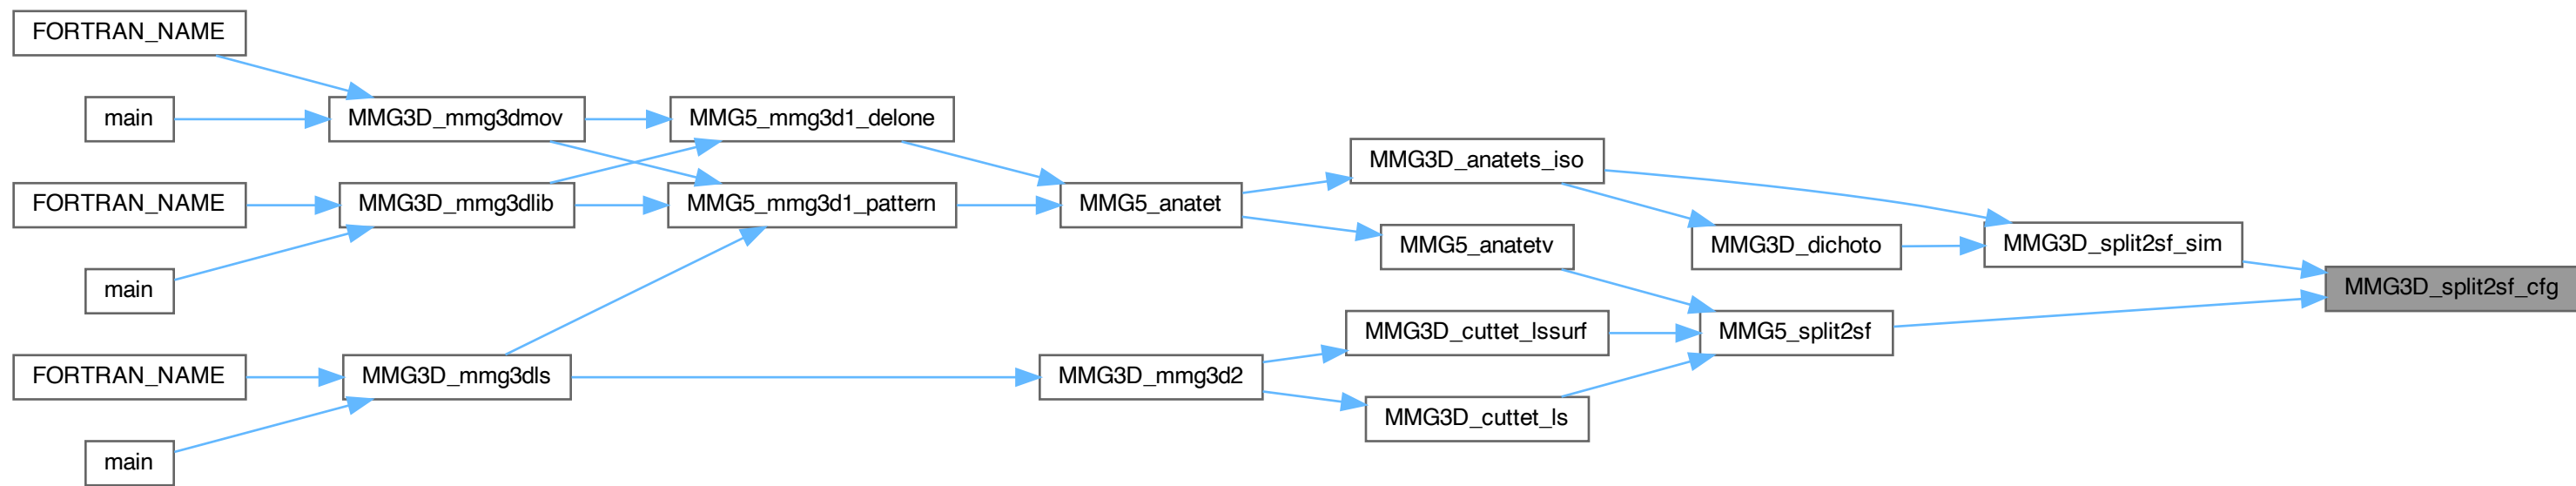 FORTRAN_NAME
main
MMG3D_mmg3dmov
MMG5_mmg3d1_delone
MMG3D_anatets_iso
FORTRAN_NAME
MMG3D_mmg3dlib
MMG5_mmg3d1_pattern
MMG5_anatet
MMG5_anatetv
MMG3D_dichoto
MMG3D_split2sf_sim
main
MMG3D_split2sf_cfg
MMG3D_cuttet_lssurf
MMG5_split2sf
FORTRAN_NAME
MMG3D_mmg3dls
MMG3D_mmg3d2
MMG3D_cuttet_ls
main